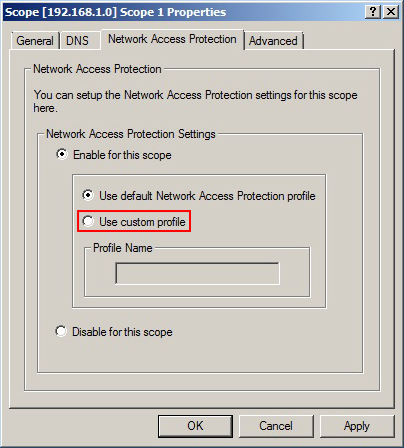 Scope [192.168.1.0] Scope 1 Properties
General DNS Network Access Protection Advanced
Network Access Protection
You can setup the Network Access Protection settings for this scope
here.
Network Access Protection Settings
Enable for this scope
Use default Network Access Protection profile
Use custom profile
Profile Name
Disable for this scope
OK Cancel Apply